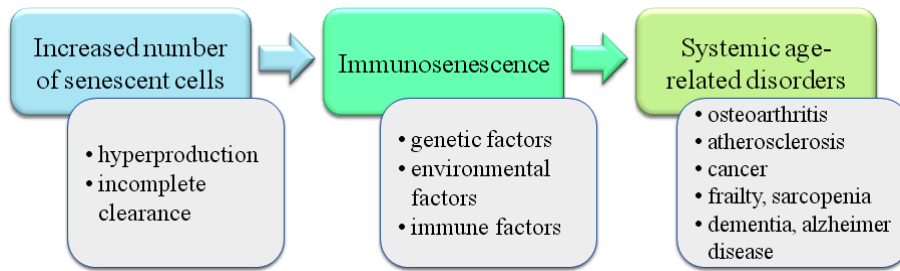 Increased number
of senescent cells
• hyperproduction
• incomplete
clearance
Immunosenescence
• genetic factors
• environmental
factors
• immune factors
Systemic age-
related disorders
• osteoarthritis
• atherosclerosis
• cancer
• frailty, sarcopenia
• dementia, alzheimer
disease